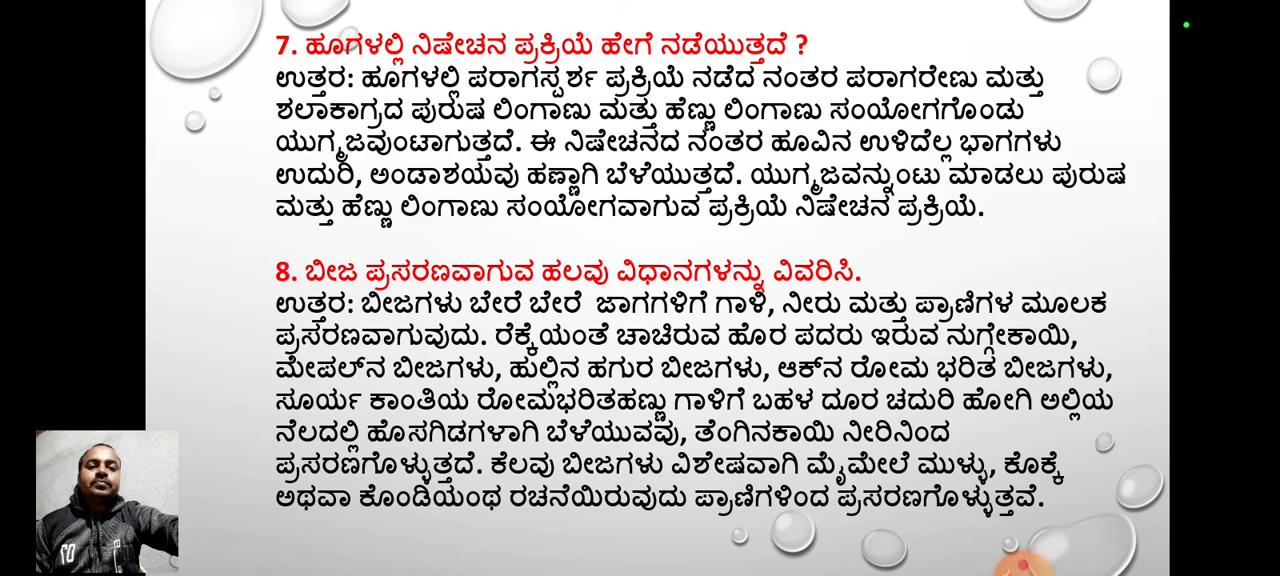 7. ಹೂಗಳಲ್ಲಿ ನಿಷೇಚನ ಪ್ರಕ್ರಿಯೆ ಹೇಗೆ ನಡೆಯುತ್ತದೆ ?
ಉತ್ತರ: ಹೂಗಳಲ್ಲಿ ಪರಾಗಸ್ಪರ್ಶ ಪ್ರಕ್ರಿಯೆ ನಡೆದ ನಂತರ ಪರಾಗರೇಣು ಮತ್ತು
ಶಲಾಕಾಗ್ರದ ಪುರುಷ ಲಿಂಗಾಣು ಮತ್ತು ಹೆಣ್ಣು ಲಿಂಗಾಣು ಸಂಯೋಗಗೊಂಡು
ಯುಗ್ಮಜವುಂಟಾಗುತ್ತದೆ. ಈ ನಿಷೇಚನದ ನಂತರ ಹೂವಿನ ಉಳಿದೆಲ್ಲ ಭಾಗಗಳು
ಉದುರಿ, ಅಂಡಾಶಯವು ಹಣ್ಣಾಗಿ ಬೆಳೆಯುತ್ತದೆ. ಯುಗ್ಮಜವನ್ನುಂಟು ಮಾಡಲು ಪುರುಷ
ಮತ್ತು ಹೆಣ್ಣು ಲಿಂಗಾಣು ಸಂಯೋಗವಾಗುವ ಪ್ರಕ್ರಿಯೆ ನಿಷೇಚನ ಪ್ರಕ್ರಿಯೆ.
8. ಬೀಜ ಪ್ರಸರಣವಾಗುವ ಹಲವು ವಿಧಾನಗಳನ್ನು ವಿವರಿಸಿ.
ಉತ್ತರ: ಬೀಜಗಳು ಬೇರೆ ಬೇರೆ ಜಾಗಗಳಿಗೆ ಗಾಳಿ, ನೀರು ಮತ್ತು ಪ್ರಾಣಿಗಳ ಮೂಲಕ
ಪ್ರಸರಣವಾಗುವುದು. ರೆಕ್ಕೆಯಂತೆ ಚಾಚಿರುವ ಹೊರ ಪದರು ಇರುವ ನುಗ್ಗೇಕಾಯಿ,
ಮೇಪಲ್‌ನ ಬೀಜಗಳು, ಹುಲ್ಲಿನ ಹಗುರ ಬೀಜಗಳು, ಆಕ್‌ನ ರೋಮ ಭರಿತ ಬೀಜಗಳು,
ಸೂರ್ಯ ಕಾಂತಿಯ ರೋಮಭರಿತಹಣ್ಣು ಗಾಳಿಗೆ ಬಹಳ ದೂರ ಚದುರಿ ಹೋಗಿ ಅಲ್ಲಿಯ
ನೆಲದಲ್ಲಿ ಹೊಸಗಿಡಗಳಾಗಿ ಬೆಳೆಯುವವು, ತೆಂಗಿನಕಾಯಿ ನೀರಿನಿಂದ
ಪ್ರಸರಣಗೊಳ್ಳುತ್ತದೆ. ಕೆಲವು ಬೀಜಗಳು ವಿಶೇಷವಾಗಿ ಮೈಮೇಲೆ ಮುಳ್ಳು, ಕೊಕ್ಕೆ
ಅಥವಾ ಕೊಂಡಿಯಂಥ ರಚನೆಯಿರುವುದು ಪ್ರಾಣಿಗಳಿಂದ ಪ್ರಸರಣಗೊಳ್ಳುತ್ತವೆ.